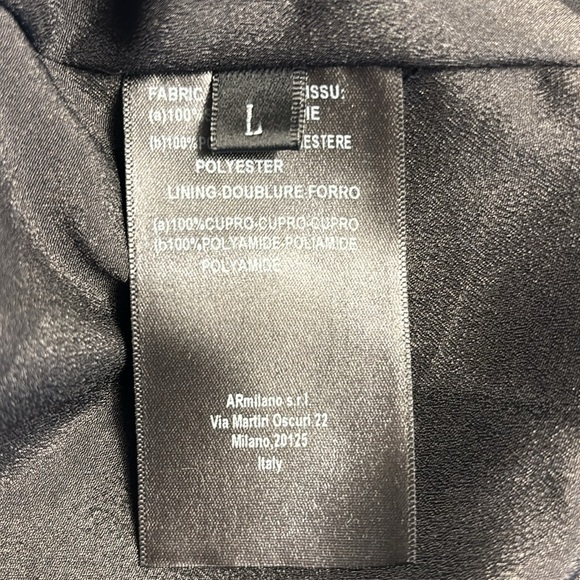 FABRIC ISSU:
L
(a)100% IE
(b)100%P ESTERE
POLYESTER
LINING-DOUBLURE-FORRO
(a)100%CUPRO-CUPRO-CUPRO
(b100%POLYAMIDE-POLIAMIDE
POLYAMIDE
ARmilano s.r.l
Via Martiri Oscuri 22
Milano,20125
Italy